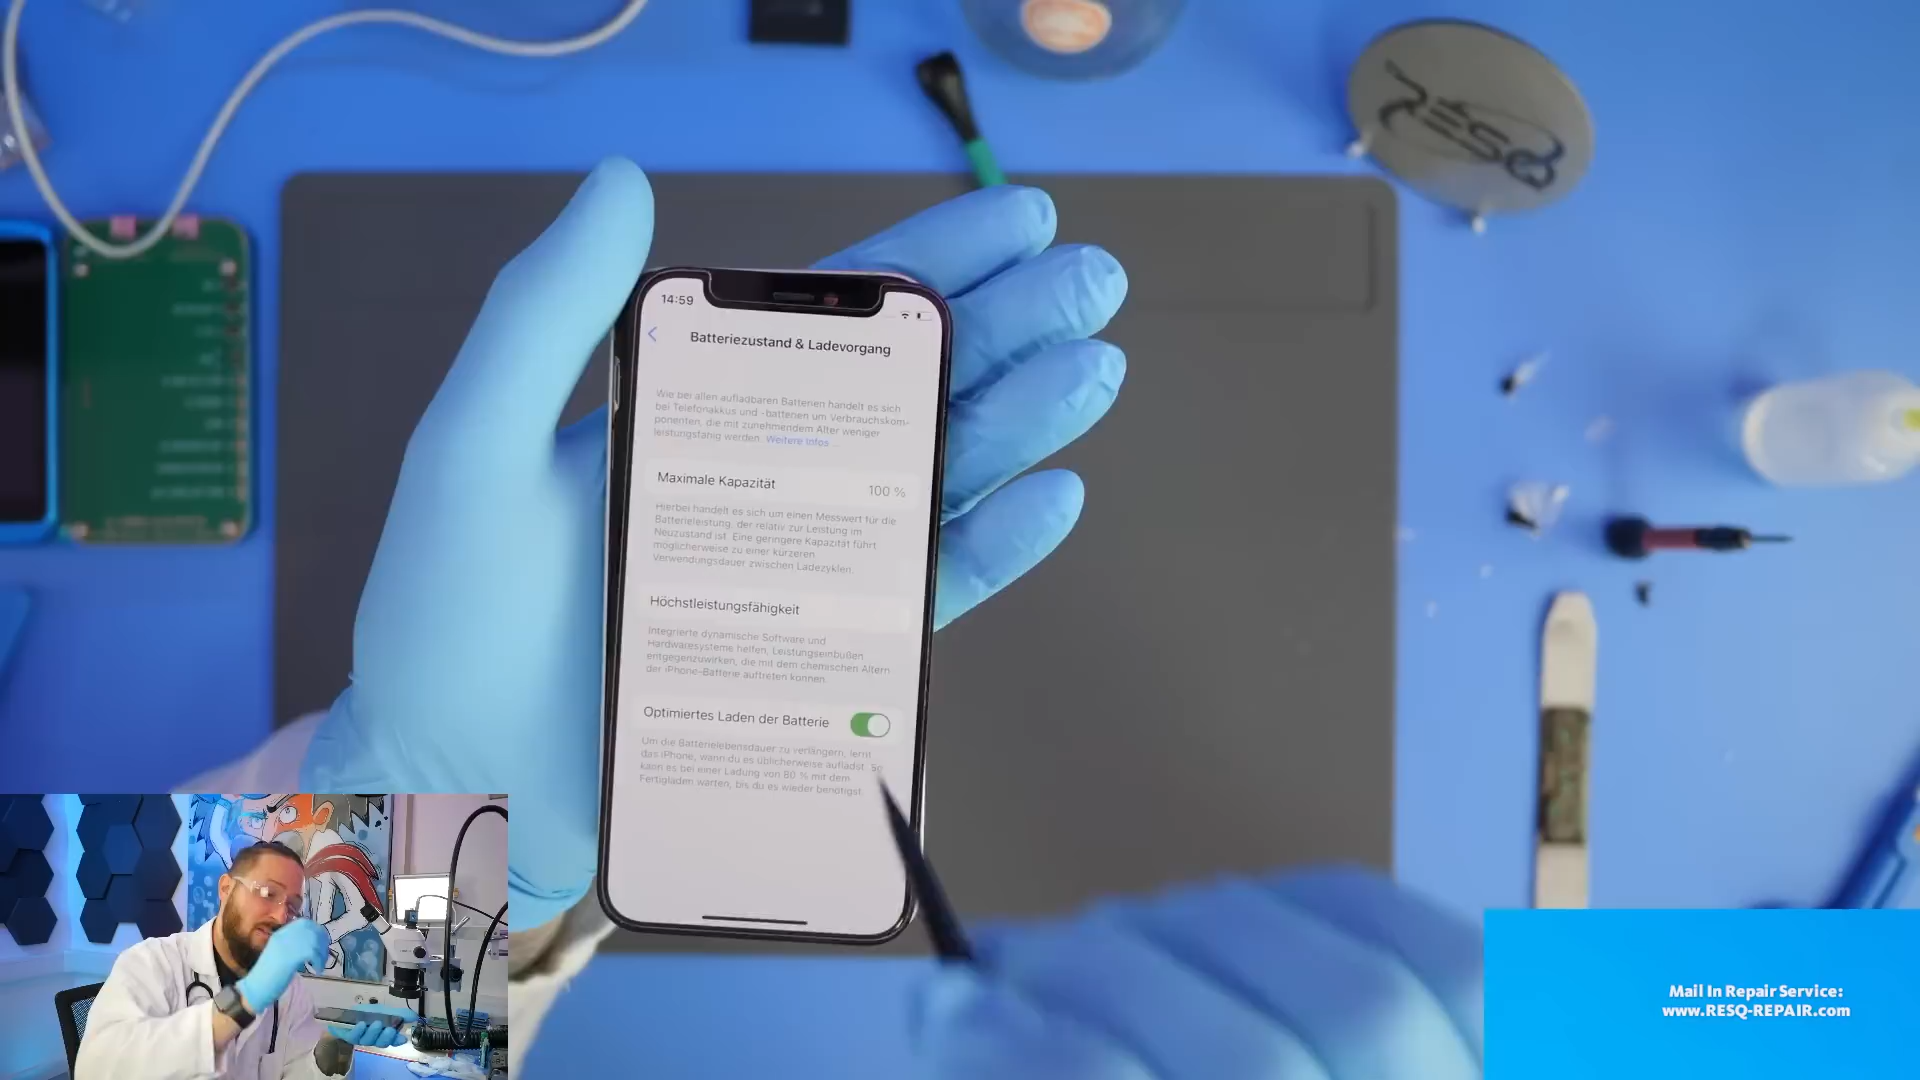 RESQ
14:59
Batteriezustand & Ladevorgang
Wie bei allen aufladbaren Batterien handelt es sich
bei Telefonakkus und -batterien um Verbrauchskom-
ponenten, die mit zunehmendem Alter weniger
leistungsfähig werden. Weitere Infos ...
Maximale Kapazität 100 %
Hierbei handelt es sich um einen Messwert für die
Batterieleistung, der relativ zur Leistung im
Neuzustand ist. Eine geringere Kapazität führt
möglicherweise zu einer kürzeren
Verwendungsdauer zwischen Ladezyklen.
Höchstleistungsfähigkeit
Integrierte dynamische Software und
Hardwaresysteme helfen, Leistungseinbußen
entgegenzuwirken, die mit dem chemischen Altern
der iPhone-Batterie auftreten können.
Optimiertes Laden der Batterie
Um die Batterielebensdauer zu verlängern, lernt
das iPhone, wann du es üblicherweise auflädst. So
kann es bei einer Ladung von 80 % mit dem
Fertigladen warten, bis du es wieder benötigst.
Mail In Repair Service:
www.RESQ-REPAIR.com